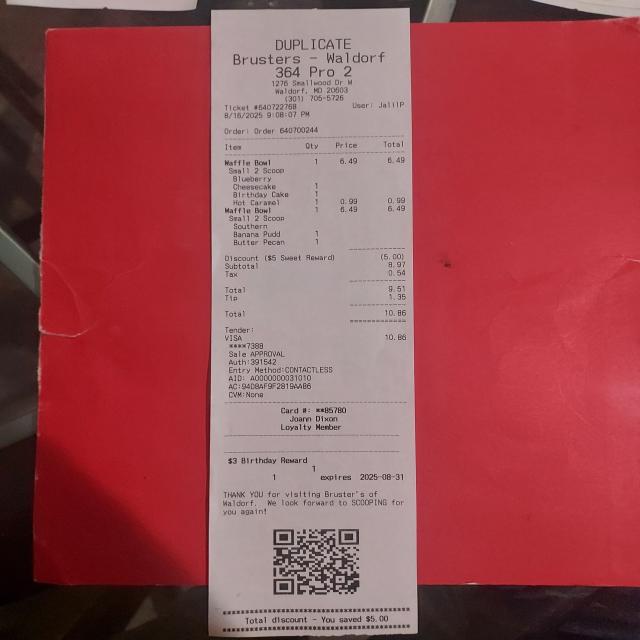 DUPLICATE
Brusters - Waldorf
364 Pro 2
1276 Smallwood Dr W
Waldorf, MD 20603
(301) 705-5726
Ticket #640722768 User: JalilP
8/16/2025 9:08:07 PM
Order: Order 640700244
Item Qty Price Total
Waffle Bowl 1 6.49 6.49
Small 2 Scoop
Blueberry
Cheesecake 1
Birthday Cake 1
Hot Caramel 1 0.99 0.99
Waffle Bowl 1 6.49 6.49
Small 2 Scoop
Southern
Banana Pudd 1
Butter Pecan 1
Discount ($5 Sweet Reward) (5.00)
Subtotal 8.97
Tax 0.54
Total 9.51
Tip 1.35
Total 10.86
Tender:
VISA 10.86
****7388
Sale APPROVAL
Auth:391542
Entry Method:CONTACTLESS
AID: A0000000031010
AC:94D8AF9F2819AAB6
CVM:None
Card #: **85780
Joann Dixon
Loyalty Member
$3 Birthday Reward
1
1 expires 2025-08-31
THANK YOU for visiting Bruster's of
Waldorf. We look forward to SCOOPING for
you again!
Total discount - You saved $5.00